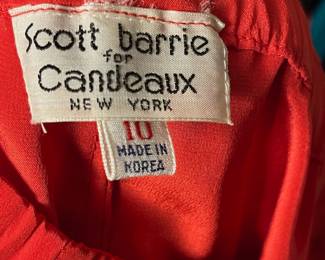 scott barrie
for
Candeaux
NEW YORK
10
MADE IN
KOREA